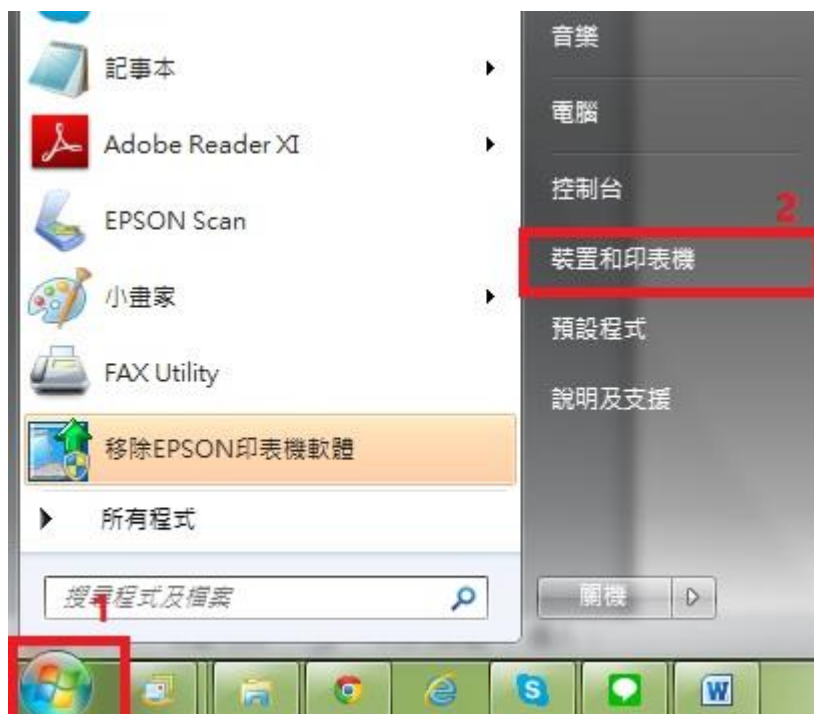 記事本
Adobe Reader XI
EPSON Scan
小畫家
FAX Utility
移除EPSON印表機軟體
所有程式
搜尋程式及檔案
1
音樂
電腦
控制台
2
裝置和印表機
預設程式
說明及支援
關機